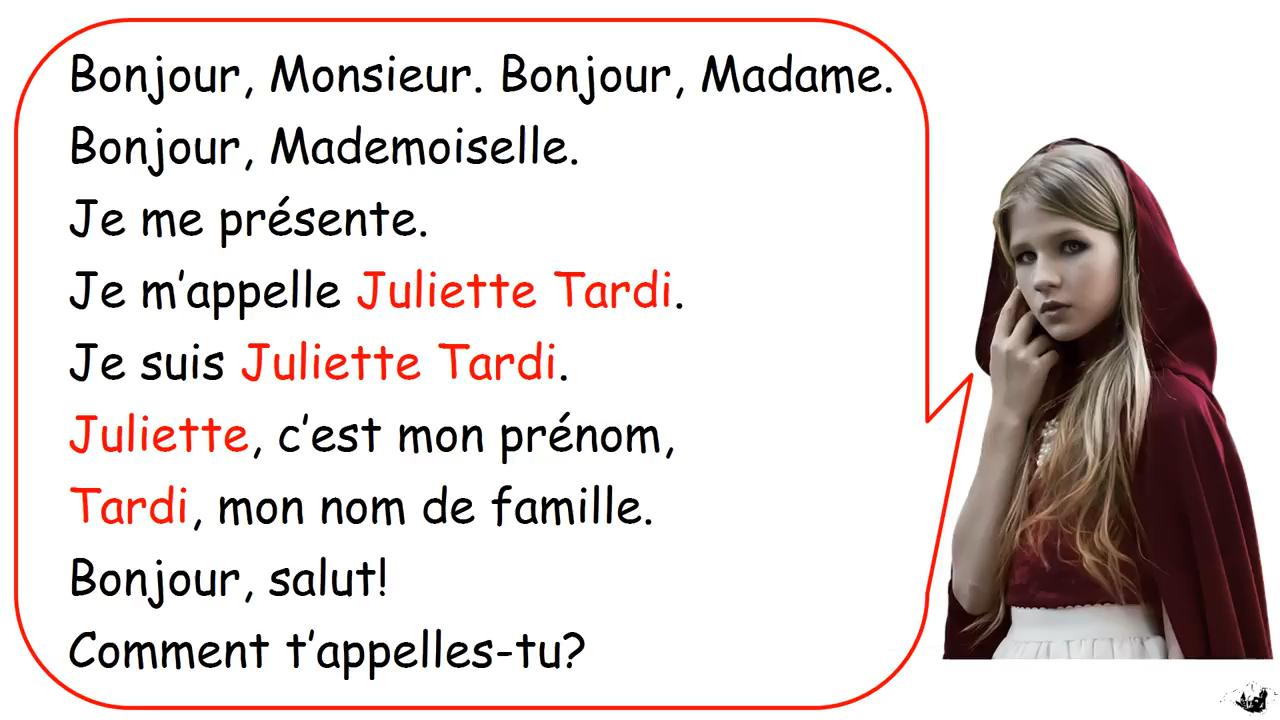 Bonjour, Monsieur. Bonjour, Madame.
Bonjour, Mademoiselle.
Je me présente.
Je m’appelle Juliette Tardi.
Je suis Juliette Tardi.
Juliette, c’est mon prénom,
Tardi, mon nom de famille.
Bonjour, salut!
Comment t’appelles-tu?